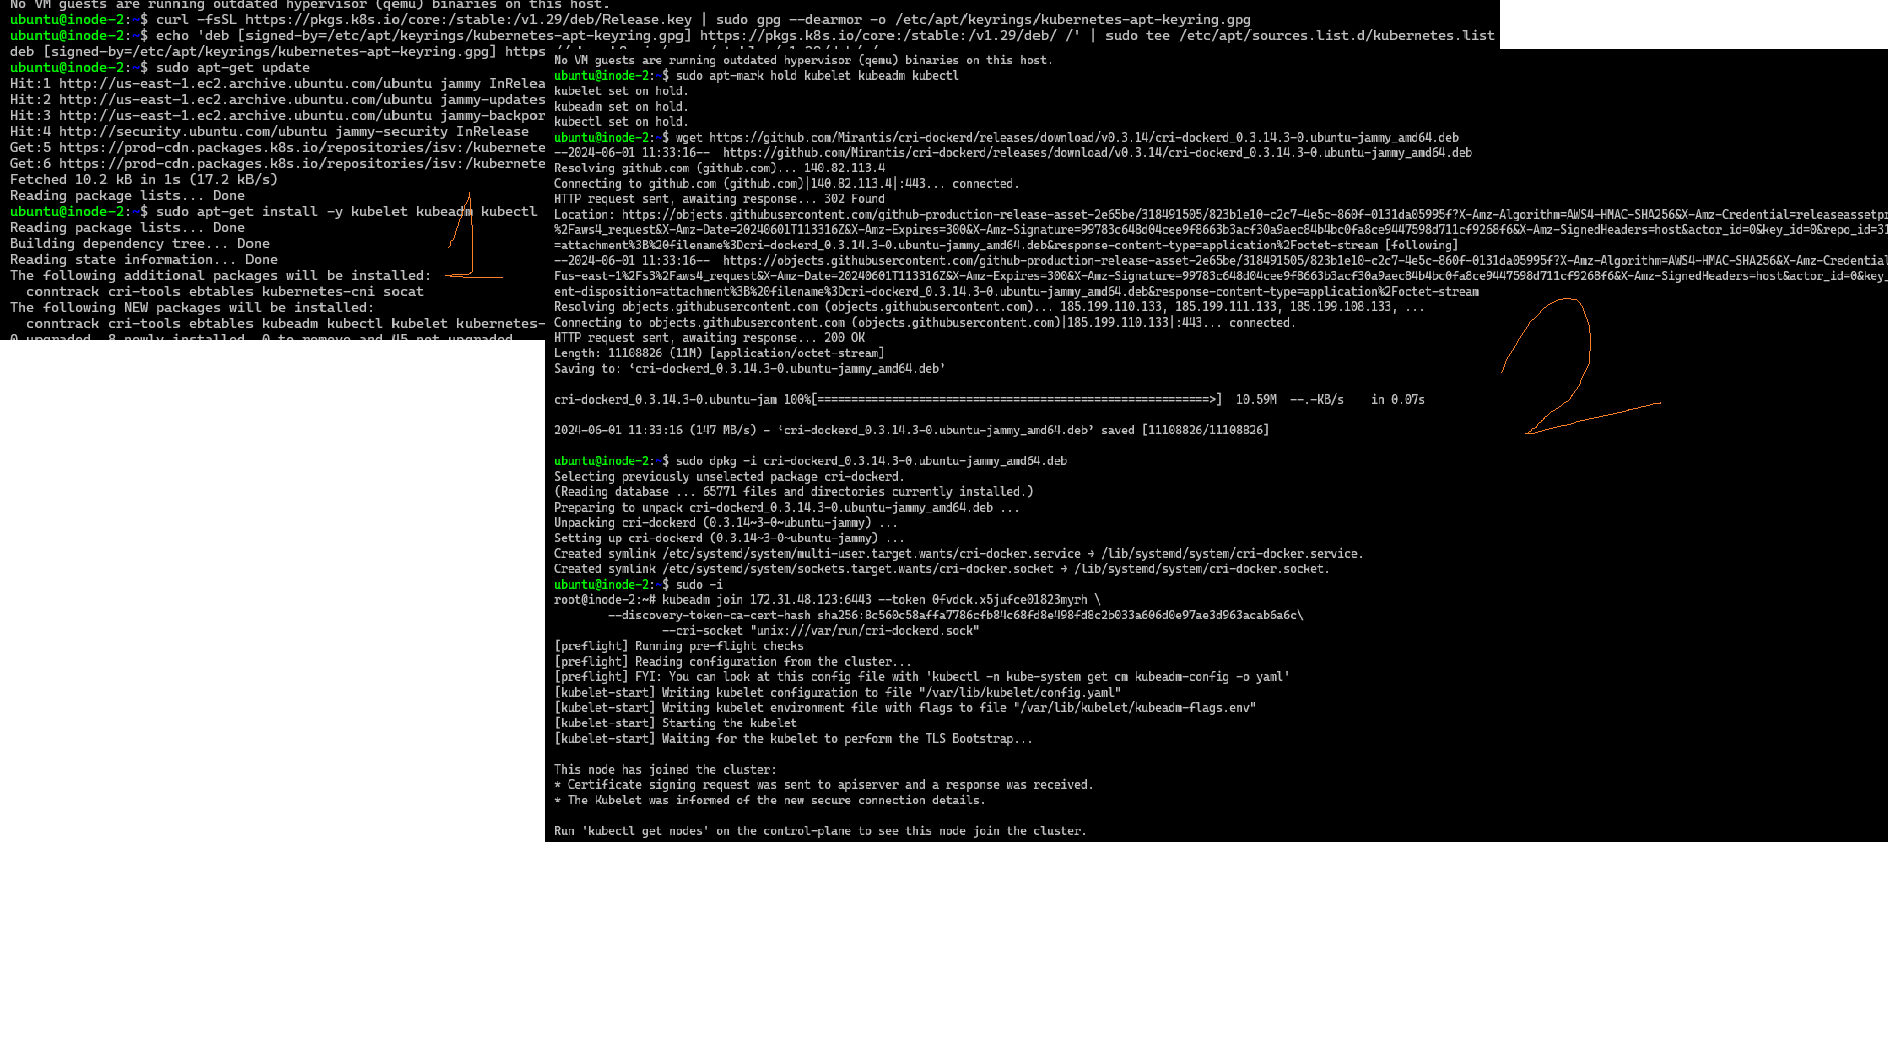 No VM guests are running outdated hypervisor (qemu) binaries on this host.
ubuntu@inode-2:~$ curl -fsSL https://pkgs.k8s.io/core:/stable:/v1.29/deb/Release.key | sudo gpg --dearmor -o /etc/apt/keyrings/kubernetes-apt-keyring.gpg
ubuntu@inode-2:~$ echo 'deb [signed-by=/etc/apt/keyrings/kubernetes-apt-keyring.gpg] https://pkgs.k8s.io/core:/stable:/v1.29/deb/ /' | sudo tee /etc/apt/sources.list.d/kubernetes.list
deb [signed-by=/etc/apt/keyrings/kubernetes-apt-keyring.gpg] https
ubuntu@inode-2:~$ sudo apt-get update
Hit:1 http://us-east-1.ec2.archive.ubuntu.com/ubuntu jammy InRelea
Hit:2 http://us-east-1.ec2.archive.ubuntu.com/ubuntu jammy-updates
Hit:3 http://us-east-1.ec2.archive.ubuntu.com/ubuntu jammy-backpor
Hit:4 http://security.ubuntu.com/ubuntu jammy-security InRelease
Get:5 https://prod-cdn.packages.k8s.io/repositories/isv:/kubernete
Get:6 https://prod-cdn.packages.k8s.io/repositories/isv:/kubernete
Fetched 10.2 kB in 1s (17.2 kB/s)
Reading package lists... Done
ubuntu@inode-2:~$ sudo apt-get install -y kubelet kubeadm kubectl
Reading package lists... Done
Building dependency tree... Done
Reading state information... Done
The following additional packages will be installed:
conntrack cri-tools ebtables kubernetes-cni socat
The following NEW packages will be installed:
conntrack cri-tools ebtables kubeadm kubectl kubelet kubernetes-
0 upgraded, 8 newly installed, 0 to remove and 45 not upgraded.
1
No VM guests are running outdated hypervisor (qemu) binaries on this host.
ubuntu@inode-2:~$ sudo apt-mark hold kubelet kubeadm kubectl
kubelet set on hold.
kubeadm set on hold.
kubectl set on hold.
ubuntu@inode-2:~$ wget https://github.com/Mirantis/cri-dockerd/releases/download/v0.3.14/cri-dockerd_0.3.14.3-0.ubuntu-jammy_amd64.deb
--2024-06-01 11:33:16--  https://github.com/Mirantis/cri-dockerd/releases/download/v0.3.14/cri-dockerd_0.3.14.3-0.ubuntu-jammy_amd64.deb
Resolving github.com (github.com)... 140.82.113.4
Connecting to github.com (github.com)|140.82.113.4|:443... connected.
HTTP request sent, awaiting response... 302 Found
Location: https://objects.githubusercontent.com/github-production-release-asset-2e65be/318491505/823b1e10-c2c7-4e5c-860f-0131da05995f?X-Amz-Algorithm=AWS4-HMAC-SHA256&X-Amz-Credential=releaseassetpr
%2Faws4_request&X-Amz-Date=20240601T113316Z&X-Amz-Expires=300&X-Amz-Signature=99783c648d04cee9f8663b3acf30a9aec84b4bc0fa8ce9447598d711cf9268f6&X-Amz-SignedHeaders=host&actor_id=0&key_id=0&repo_id=31
=attachment%3B%20filename%3Dcri-dockerd_0.3.14.3-0.ubuntu-jammy_amd64.deb&response-content-type=application%2Foctet-stream [following]
--2024-06-01 11:33:16--  https://objects.githubusercontent.com/github-production-release-asset-2e65be/318491505/823b1e10-c2c7-4e5c-860f-0131da05995f?X-Amz-Algorithm=AWS4-HMAC-SHA256&X-Amz-Credential
Fus-east-1%2Fs3%2Faws4_request&X-Amz-Date=20240601T113316Z&X-Amz-Expires=300&X-Amz-Signature=99783c648d04cee9f8663b3acf30a9aec84b4bc0fa8ce9447598d711cf9268f6&X-Amz-SignedHeaders=host&actor_id=0&key_
ent-disposition=attachment%3B%20filename%3Dcri-dockerd_0.3.14.3-0.ubuntu-jammy_amd64.deb&response-content-type=application%2Foctet-stream
Resolving objects.githubusercontent.com (objects.githubusercontent.com)... 185.199.110.133, 185.199.111.133, 185.199.108.133, ...
Connecting to objects.githubusercontent.com (objects.githubusercontent.com)|185.199.110.133|:443... connected.
HTTP request sent, awaiting response... 200 OK
Length: 11108826 (11M) [application/octet-stream]
Saving to: ‘cri-dockerd_0.3.14.3-0.ubuntu-jammy_amd64.deb’
cri-dockerd_0.3.14.3-0.ubuntu-jam 100%[==========================================================>]  10.59M  --.-KB/s    in 0.07s
2024-06-01 11:33:16 (147 MB/s) - ‘cri-dockerd_0.3.14.3-0.ubuntu-jammy_amd64.deb’ saved [11108826/11108826]
2
ubuntu@inode-2:~$ sudo dpkg -i cri-dockerd_0.3.14.3-0.ubuntu-jammy_amd64.deb
Selecting previously unselected package cri-dockerd.
(Reading database ... 65771 files and directories currently installed.)
Preparing to unpack cri-dockerd_0.3.14.3-0.ubuntu-jammy_amd64.deb ...
Unpacking cri-dockerd (0.3.14~3-0~ubuntu-jammy) ...
Setting up cri-dockerd (0.3.14~3-0~ubuntu-jammy) ...
Created symlink /etc/systemd/system/multi-user.target.wants/cri-docker.service → /lib/systemd/system/cri-docker.service.
Created symlink /etc/systemd/system/sockets.target.wants/cri-docker.socket → /lib/systemd/system/cri-docker.socket.
ubuntu@inode-2:~$ sudo -i
root@inode-2:~# kubeadm join 172.31.48.123:6443 --token 0fvdck.x5jufce01823myrh \
--discovery-token-ca-cert-hash sha256:8c560c58affa7786cfb84c68fd8e498fd8c2b033a606d0e97ae3d963acab6a6c\
--cri-socket "unix:///var/run/cri-dockerd.sock"
[preflight] Running pre-flight checks
[preflight] Reading configuration from the cluster...
[preflight] FYI: You can look at this config file with 'kubectl -n kube-system get cm kubeadm-config -o yaml'
[kubelet-start] Writing kubelet configuration to file "/var/lib/kubelet/config.yaml"
[kubelet-start] Writing kubelet environment file with flags to file "/var/lib/kubelet/kubeadm-flags.env"
[kubelet-start] Starting the kubelet
[kubelet-start] Waiting for the kubelet to perform the TLS Bootstrap...
This node has joined the cluster:
* Certificate signing request was sent to apiserver and a response was received.
* The Kubelet was informed of the new secure connection details.
Run 'kubectl get nodes' on the control-plane to see this node join the cluster.